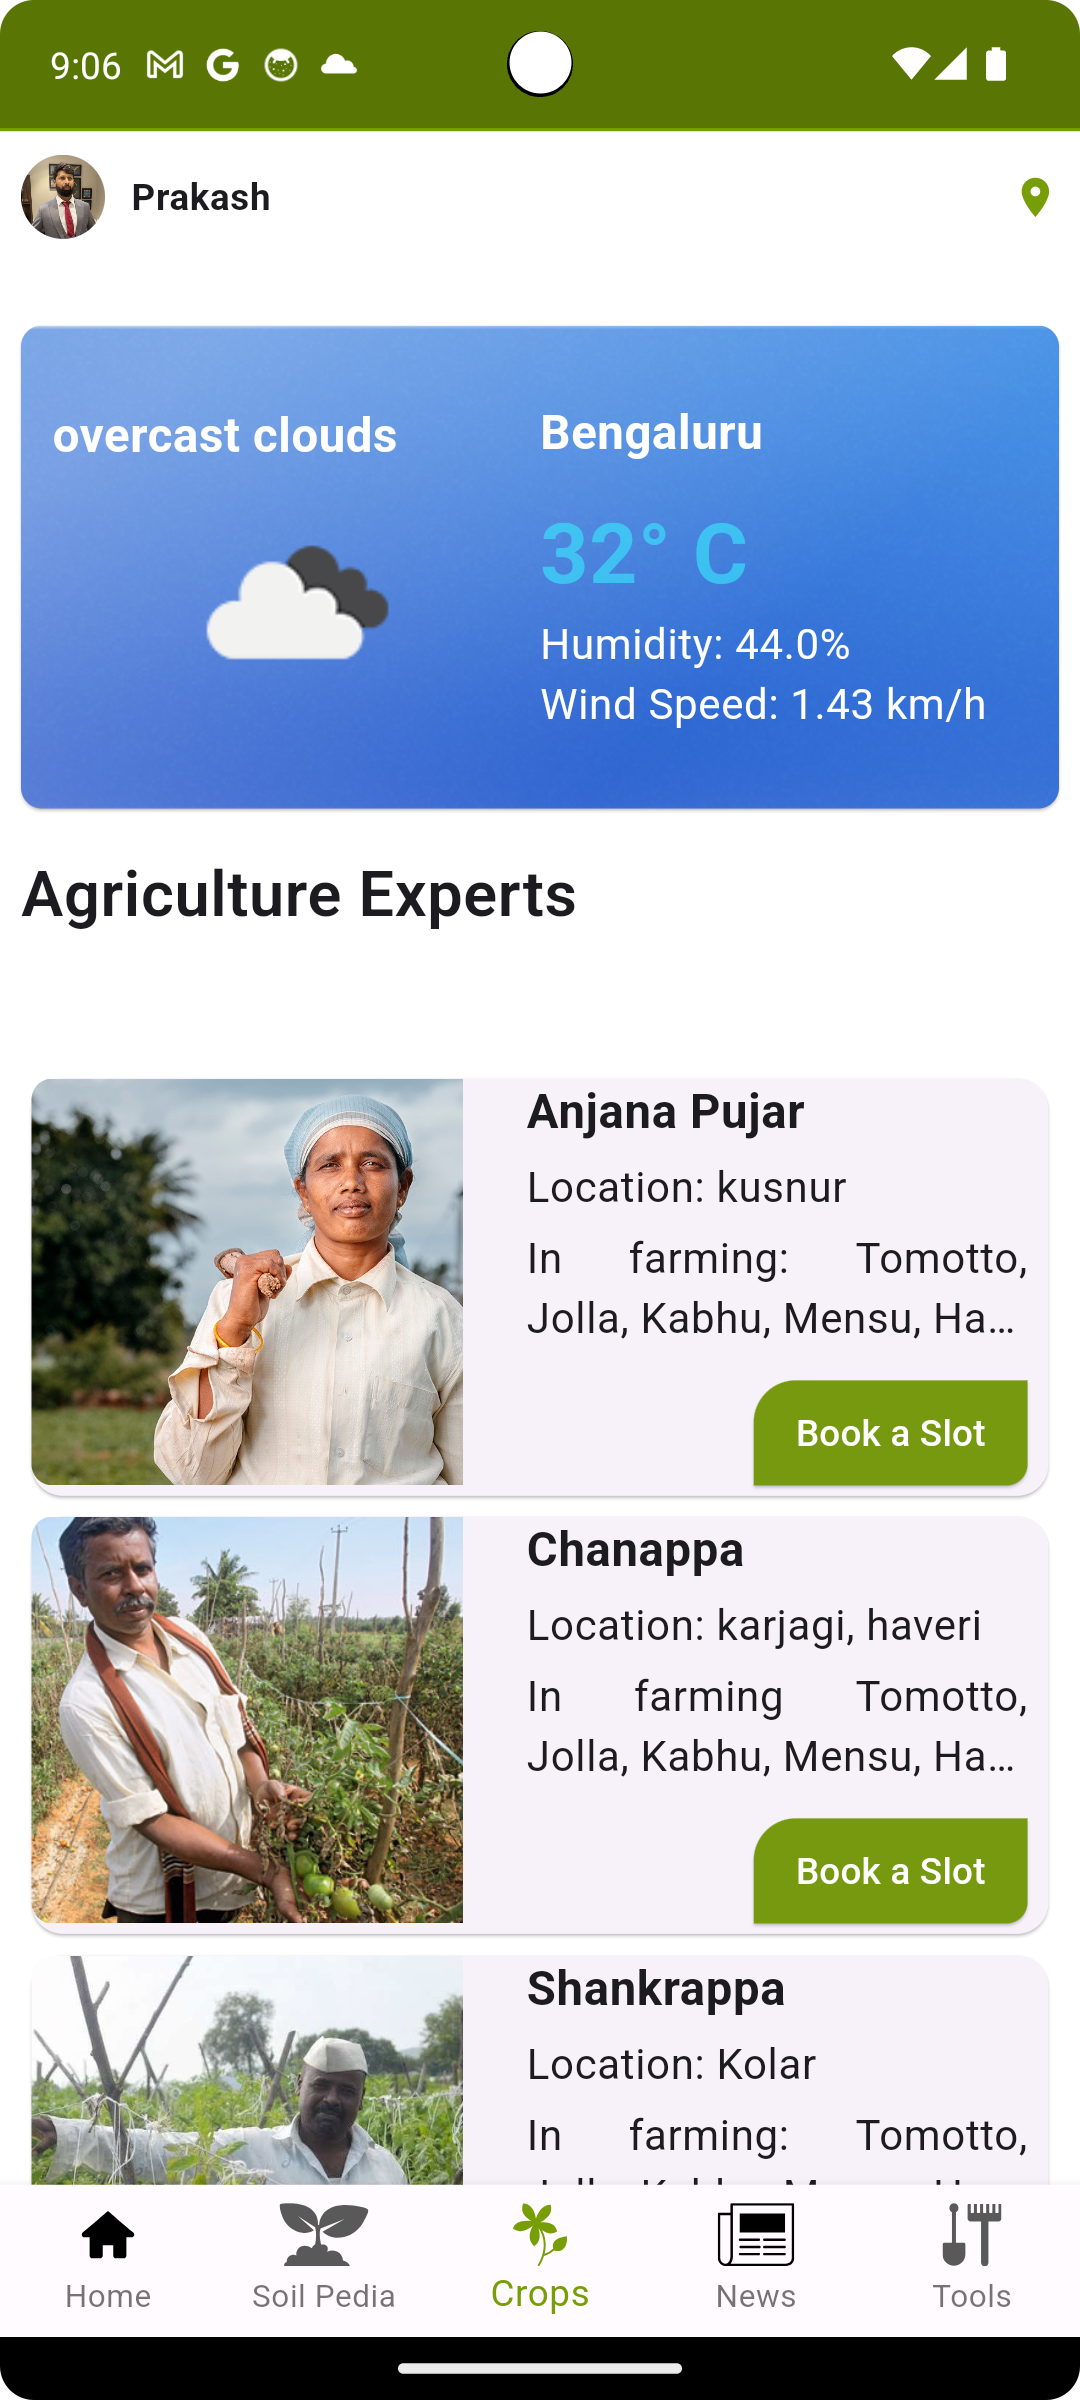 9:06
Prakash
overcast clouds
Bengaluru
32° C
Humidity: 44.0%
Wind Speed: 1.43 km/h
Agriculture Experts
Anjana Pujar
Location: kusnur
In farming: Tomotto,
Jolla, Kabhu, Mensu, Ha...
Book a Slot
Chanappa
Location: karjagi, haveri
In farming Tomotto,
Jolla, Kabhu, Mensu, Ha...
Book a Slot
Shankrappa
Location: Kolar
In farming: Tomotto,
Home
Soil Pedia
Crops
News
Tools